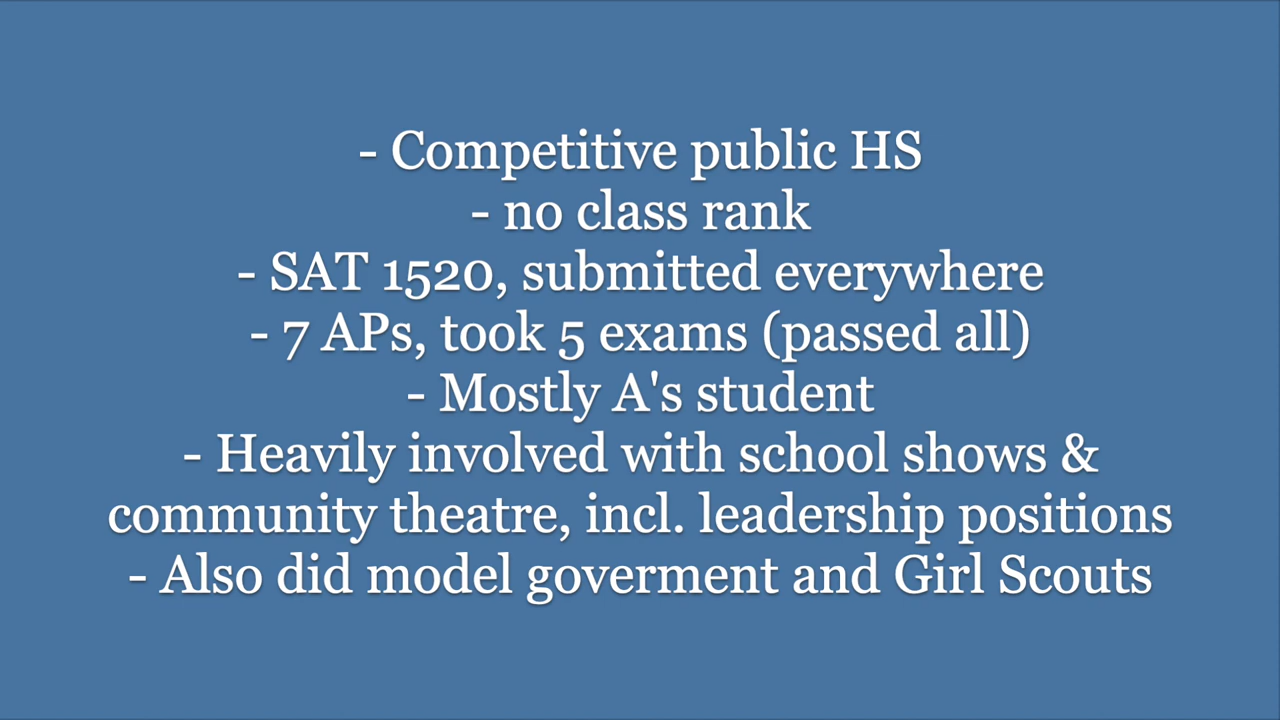 - Competitive public HS
- no class rank
- SAT 1520, submitted everywhere
- 7 APs, took 5 exams (passed all)
- Mostly A's student
- Heavily involved with school shows &
community theatre, incl. leadership positions
- Also did model goverment and Girl Scouts